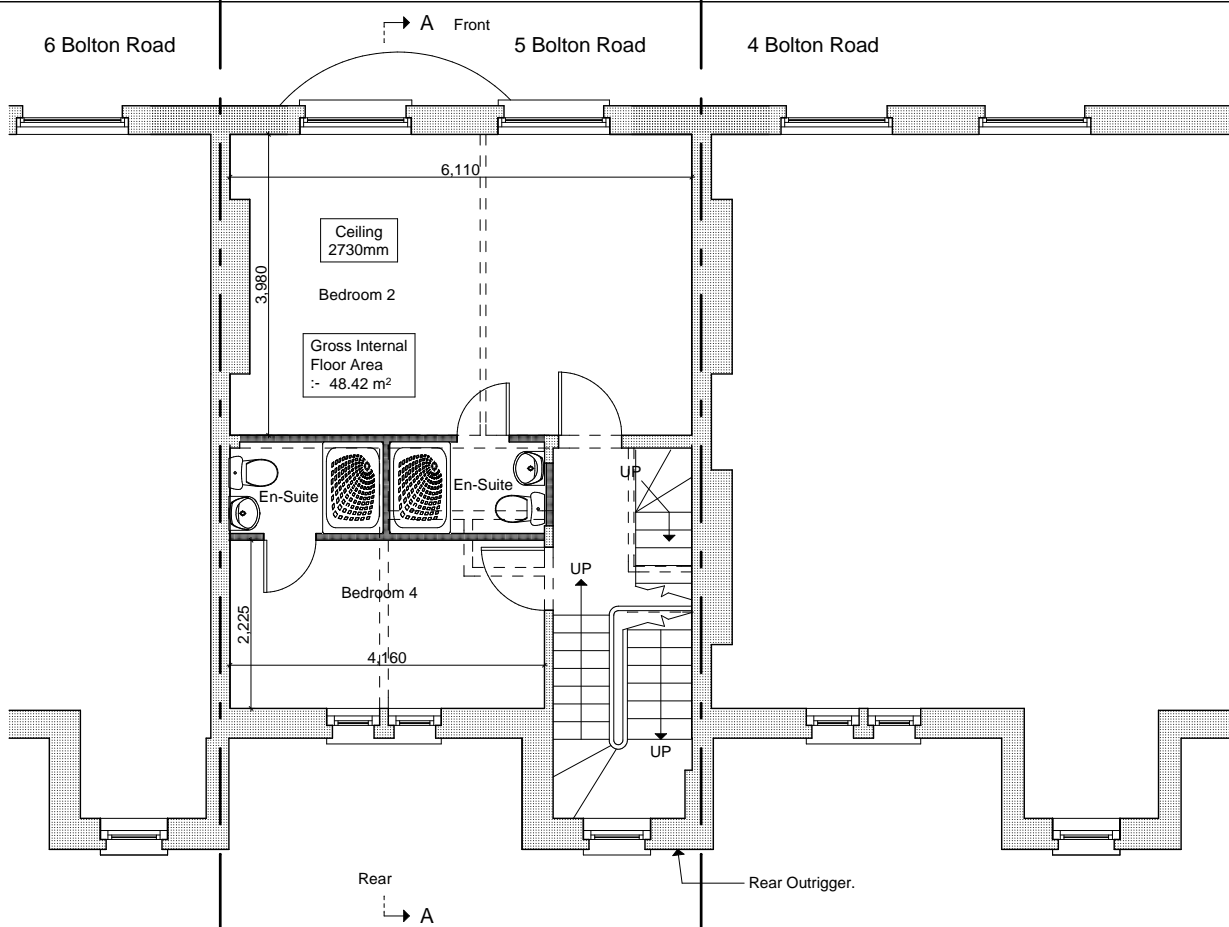 A Front
6 Bolton Road
5 Bolton Road
4 Bolton Road
6,110
Ceiling
2730mm
3,980
Bedroom 2
Gross Internal
Floor Area
:- 48.42 m²
UP
En-Suite
En-Suite
UP
Bedroom 4
2,225
4,160
UP
Rear
Rear Outrigger.
A